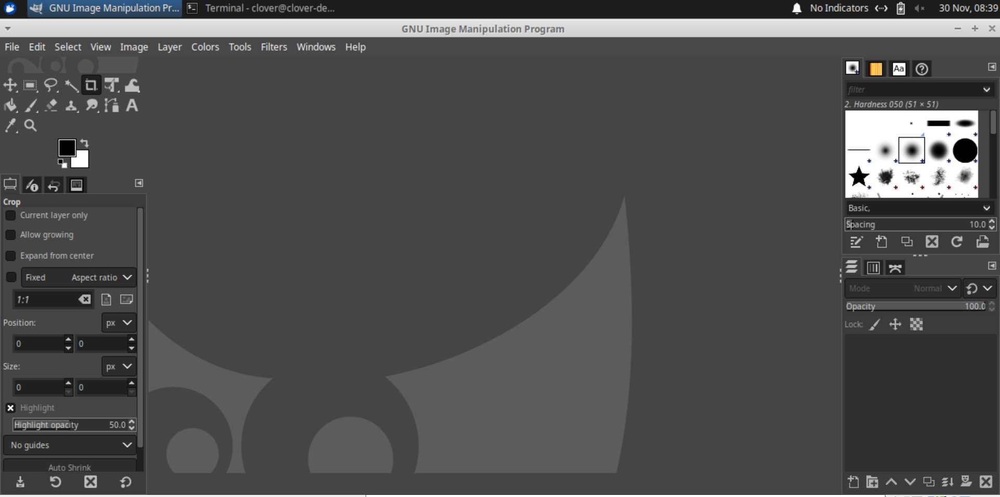 GNU Image Manipulation Pr...
Terminal - clover@clover-de...
No Indicators
30 Nov, 08:39
GNU Image Manipulation Program
File Edit Select View Image Layer Colors Tools Filters Windows Help
Crop
Current layer only
Allow growing
Expand from center
Fixed Aspect ratio
1:1
Position: px
0 0
Size: px
0 0
Highlight
Highlight opacity 50.0
No guides
Auto Shrink
Aa
filter
2. Hardness 050 (51 × 51)
Basic,
Spacing 10.0
Mode Normal
Opacity 100.0
Lock: